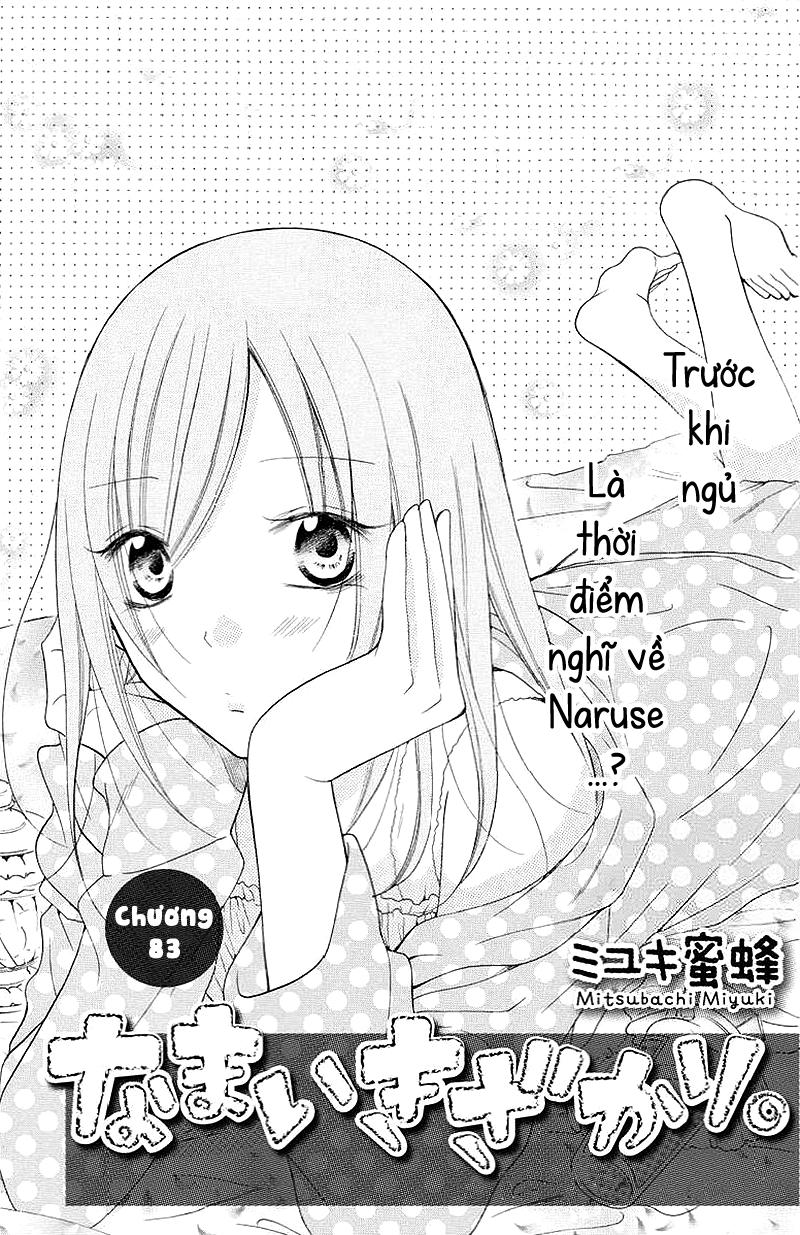 Trước
khi
ngủ
Là
thời
điểm
nghĩ về
Naruse
...?
Chương
83
ミユキ蜜蜂
Mitsubachi Miyuki
なまいきざかり。